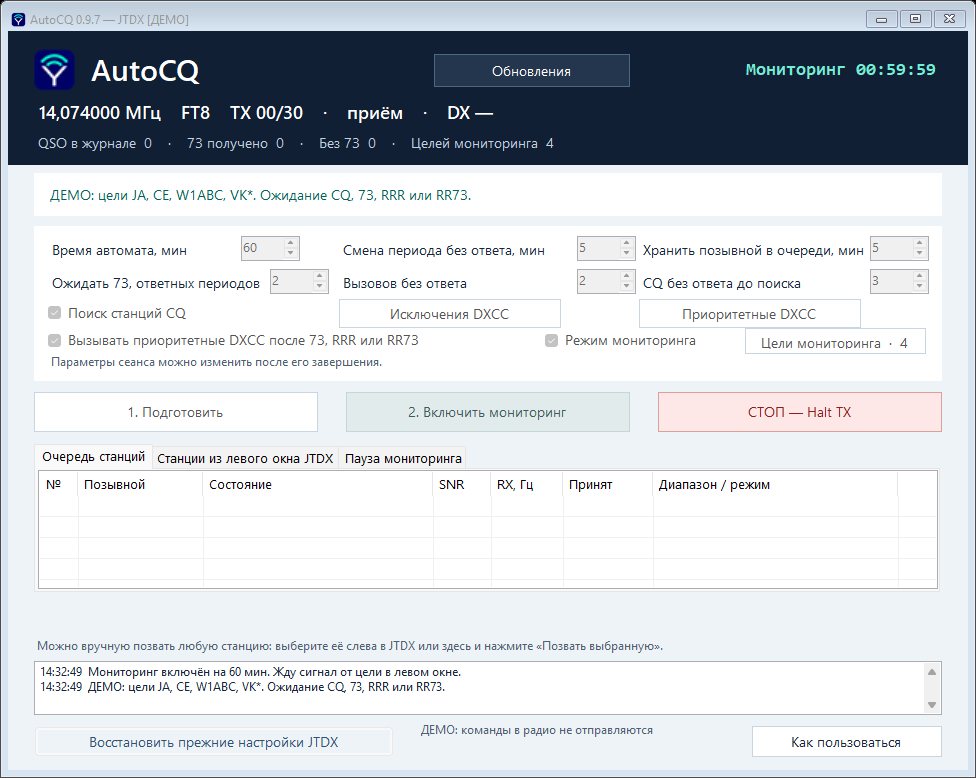 AutoCQ 0.9.7 — JTDX [ДЕМО]
AutoCQ
Обновления
Мониторинг 00:59:59
14,074000 МГц FT8 TX 00/30 · приём · DX —
QSO в журнале 0 · 73 получено 0 · Без 73 0 · Целей мониторинга 4
ДЕМО: цели JA, CE, W1ABC, VK*. Ожидание CQ, 73, RRR или RR73.
Время автомата, мин 60 Смена периода без ответа, мин 5 Хранить позывной в очереди, мин 5
Ожидать 73, ответных периодов 2 Вызовов без ответа 2 CQ без ответа до поиска 3
Поиск станций CQ Исключения DXCC Приоритетные DXCC
Вызывать приоритетные DXCC после 73, RRR или RR73 Режим мониторинга Цели мониторинга · 4
Параметры сеанса можно изменить после его завершения.
1. Подготовить 2. Включить мониторинг СТОП — Halt TX
Очередь станций Станции из левого окна JTDX Пауза мониторинга
№ Позывной Состояние SNR RX, Гц Принят Диапазон / режим
Можно вручную позвать любую станцию: выберите её слева в JTDX или здесь и нажмите «Позвать выбранную».
14:32:49 Мониторинг включён на 60 мин. Жду сигнал от цели в левом окне.
14:32:49 ДЕМО: цели JA, CE, W1ABC, VK*. Ожидание CQ, 73, RRR или RR73.
Восстановить прежние настройки JTDX ДЕМО: команды в радио не отправляются Как пользоваться